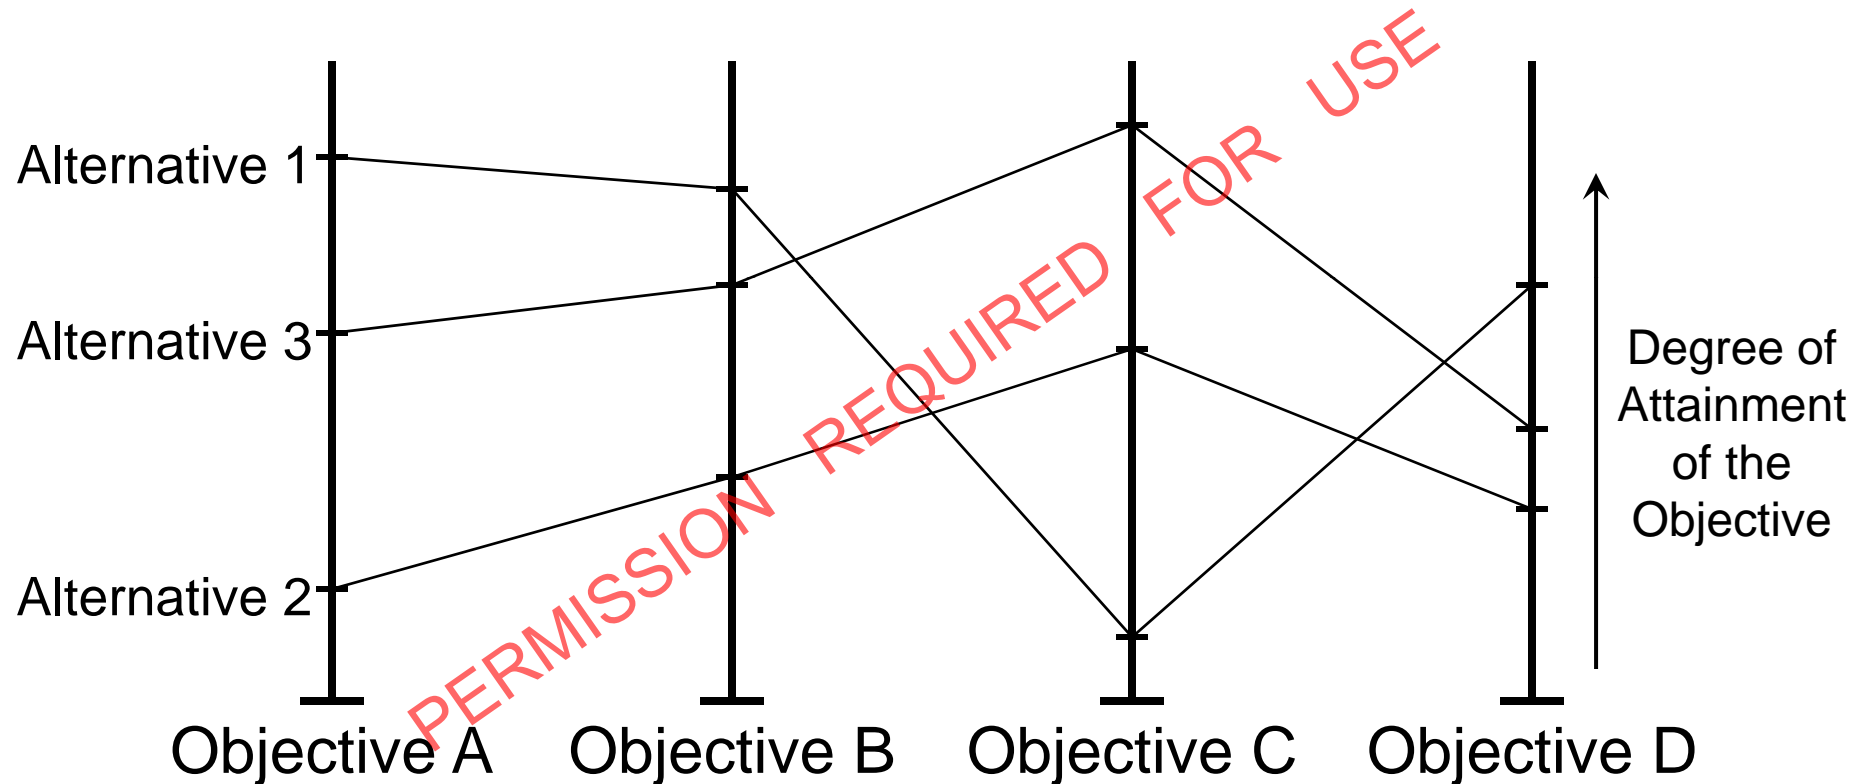 PERMISSION REQUIRED FOR USE
Alternative 1
Alternative 3
Alternative 2
Degree of
Attainment
of the
Objective
Objective A
Objective B
Objective C
Objective D